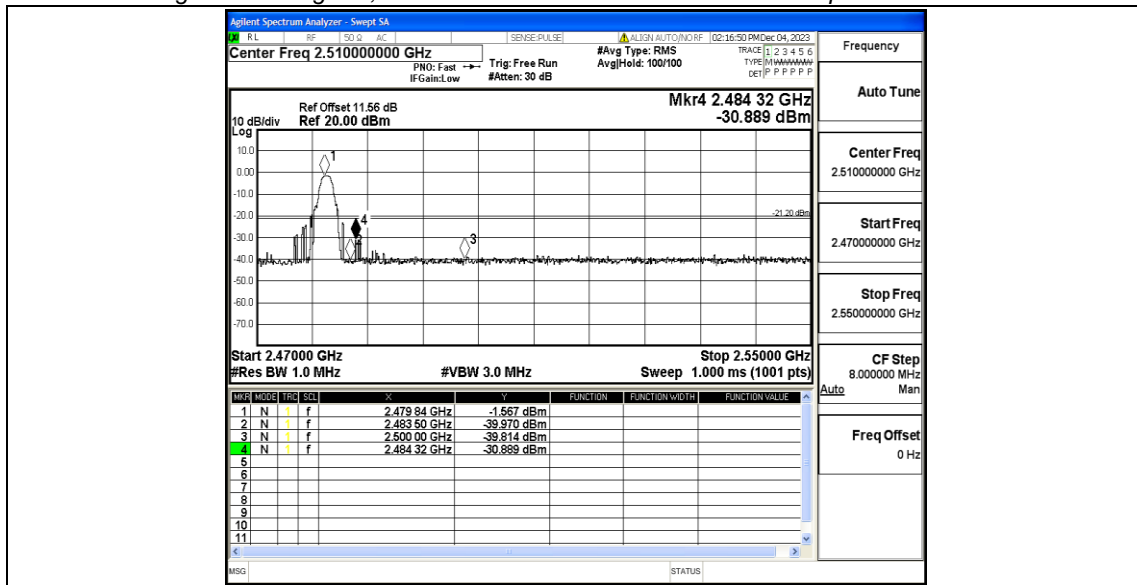 Agilent Spectrum Analyzer - Swept SA
RL RF 50 Ω AC SENSE:PULSE ALIGN AUTO/NO RF 02:16:50 PM Dec 04, 2023
Center Freq 2.510000000 GHz
PNO: Fast
IFGain:Low
Trig: Free Run
#Atten: 30 dB
#Avg Type: RMS
Avg|Hold: 100/100
TRACE 1 2 3 4 5 6
TYPE M WWWWW
DET P P P P P P
Frequency
Auto Tune
Center Freq
2.510000000 GHz
Start Freq
2.470000000 GHz
Stop Freq
2.550000000 GHz
CF Step
8.000000 MHz
Auto Man
Freq Offset
0 Hz
Mkr4 2.484 32 GHz
-30.889 dBm
Ref Offset 11.56 dB
10 dB/div Ref 20.00 dBm
Log
10.0
0.00
-10.0
-20.0
-30.0
-40.0
-50.0
-60.0
-70.0
1
4
3
-21.20 dBm
Start 2.47000 GHz Stop 2.55000 GHz
#Res BW 1.0 MHz #VBW 3.0 MHz Sweep 1.000 ms (1001 pts)
MKR MODE TRC SCL X Y FUNCTION FUNCTION WIDTH FUNCTION VALUE
1 N 1 f 2.479 84 GHz -1.567 dBm
2 N 1 f 2.483 50 GHz -39.970 dBm
3 N 1 f 2.500 00 GHz -39.814 dBm
4 N 1 f 2.484 32 GHz -30.889 dBm
5
6
7
8
9
10
11
MSG STATUS